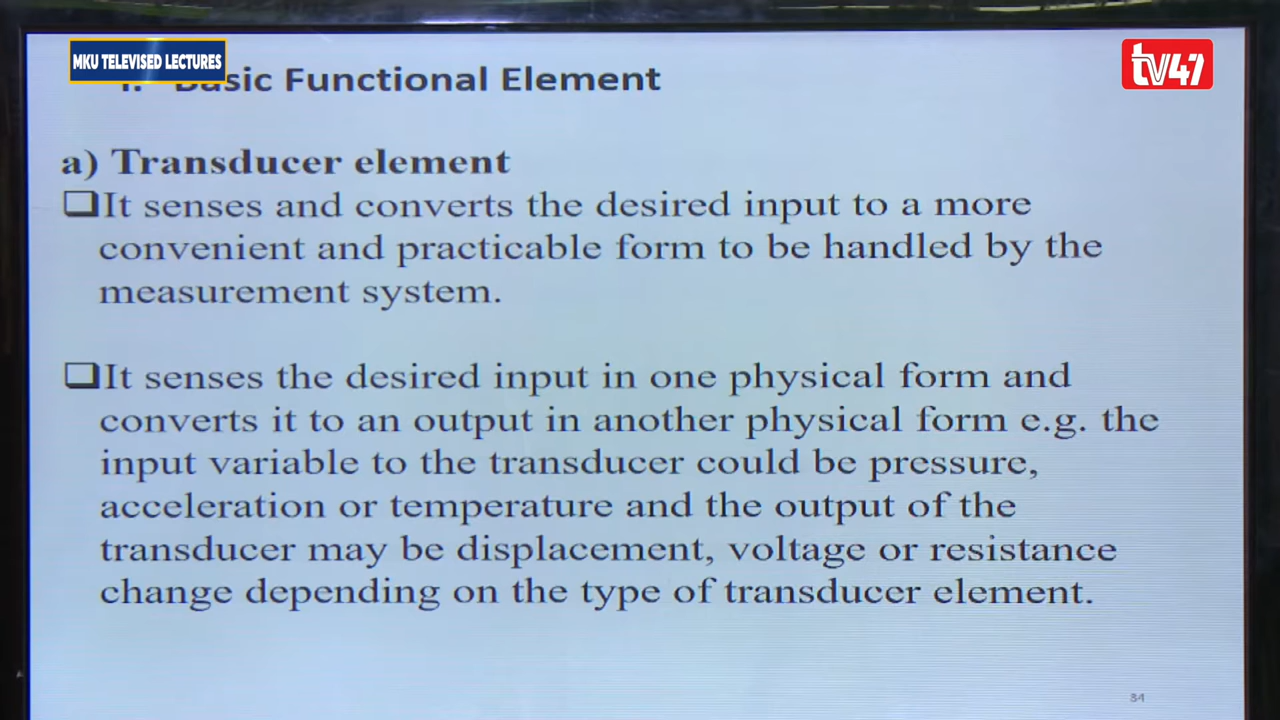 MKU TELEVISED LECTURES
tv47
Basic Functional Element
a) Transducer element
It senses and converts the desired input to a more
convenient and practicable form to be handled by the
measurement system.
It senses the desired input in one physical form and
converts it to an output in another physical form e.g. the
input variable to the transducer could be pressure,
acceleration or temperature and the output of the
transducer may be displacement, voltage or resistance
change depending on the type of transducer element.
34